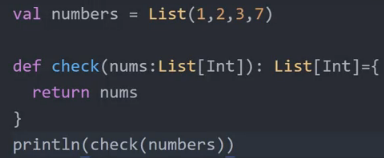 val numbers = List(1,2,3,7)
def check(nums:List[Int]): List[Int]={
  return nums
}
println(check(numbers))